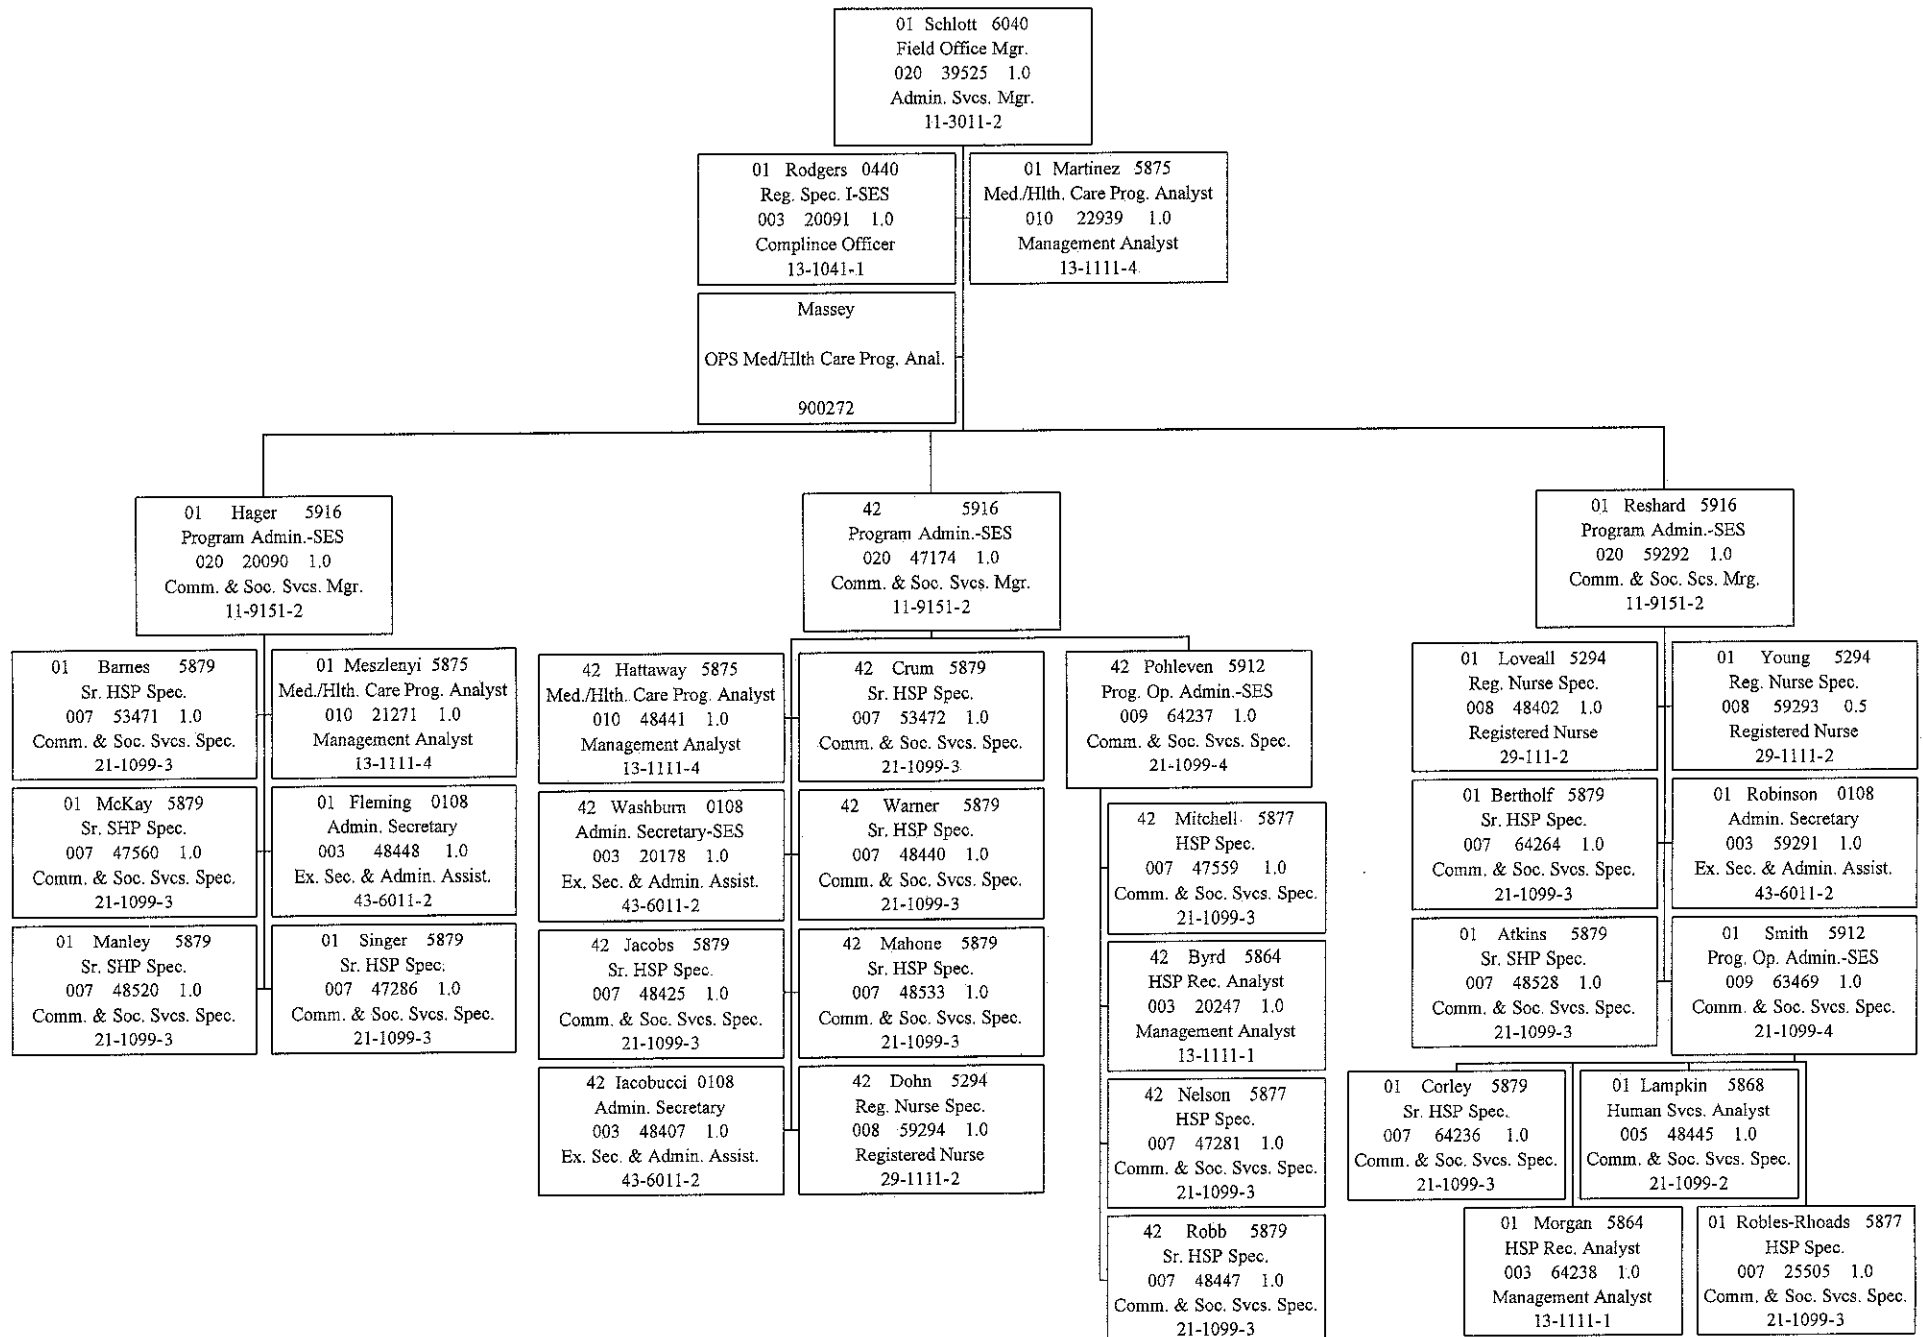 01 Schlott 6040
Field Office Mgr.
020 39525 1.0
Admin. Svcs. Mgr.
11-3011-2
01 Rodgers 0440
Reg. Spec. I-SES
003 20091 1.0
Complince Officer
13-1041-1
01 Martinez 5875
Med./Hlth. Care Prog. Analyst
010 22939 1.0
Management Analyst
13-1111-4
Massey
OPS Med/Hlth Care Prog. Anal.
900272
01 Hager 5916
Program Admin.-SES
020 20090 1.0
Comm. & Soc. Svcs. Mgr.
11-9151-2
42 5916
Program Admin.-SES
020 47174 1.0
Comm. & Soc. Svcs. Mgr.
11-9151-2
01 Reshard 5916
Program Admin.-SES
020 59292 1.0
Comm. & Soc. Scs. Mrg.
11-9151-2
01 Barnes 5879
Sr. HSP Spec.
007 53471 1.0
Comm. & Soc. Svcs. Spec.
21-1099-3
01 Meszlenyi 5875
Med./Hlth. Care Prog. Analyst
010 21271 1.0
Management Analyst
13-1111-4
01 McKay 5879
Sr. SHP Spec.
007 47560 1.0
Comm. & Soc. Svcs. Spec.
21-1099-3
01 Fleming 0108
Admin. Secretary
003 48448 1.0
Ex. Sec. & Admin. Assist.
43-6011-2
01 Manley 5879
Sr. SHP Spec.
007 48520 1.0
Comm. & Soc. Svcs. Spec.
21-1099-3
01 Singer 5879
Sr. HSP Spec.
007 47286 1.0
Comm. & Soc. Svcs. Spec.
21-1099-3
42 Hattaway 5875
Med./Hlth. Care Prog. Analyst
010 48441 1.0
Management Analyst
13-1111-4
42 Crum 5879
Sr. HSP Spec.
007 53472 1.0
Comm. & Soc. Svcs. Spec.
21-1099-3
42 Washburn 0108
Admin. Secretary-SES
003 20178 1.0
Ex. Sec. & Admin. Assist.
43-6011-2
42 Warner 5879
Sr. HSP Spec.
007 48440 1.0
Comm. & Soc. Svcs. Spec.
21-1099-3
42 Jacobs 5879
Sr. HSP Spec.
007 48425 1.0
Comm. & Soc. Svcs. Spec.
21-1099-3
42 Mahone 5879
Sr. HSP Spec.
007 48533 1.0
Comm. & Soc. Svcs. Spec.
21-1099-3
42 Iacobucci 0108
Admin. Secretary
003 48407 1.0
Ex. Sec. & Admin. Assist.
43-6011-2
42 Dohn 5294
Reg. Nurse Spec.
008 59294 1.0
Registered Nurse
29-1111-2
42 Pohleven 5912
Prog. Op. Admin.-SES
009 64237 1.0
Comm. & Soc. Svcs. Spec.
21-1099-4
42 Mitchell 5877
HSP Spec.
007 47559 1.0
Comm. & Soc. Svcs. Spec.
21-1099-3
42 Byrd 5864
HSP Rec. Analyst
003 20247 1.0
Management Analyst
13-1111-1
42 Nelson 5877
HSP Spec.
007 47281 1.0
Comm. & Soc. Svcs. Spec.
21-1099-3
42 Robb 5879
Sr. HSP Spec.
007 48447 1.0
Comm. & Soc. Svcs. Spec.
21-1099-3
01 Loveall 5294
Reg. Nurse Spec.
008 48402 1.0
Registered Nurse
29-111-2
01 Young 5294
Reg. Nurse Spec.
008 59293 0.5
Registered Nurse
29-1111-2
01 Bertholf 5879
Sr. HSP Spec.
007 64264 1.0
Comm. & Soc. Svcs. Spec.
21-1099-3
01 Robinson 0108
Admin. Secretary
003 59291 1.0
Ex. Sec. & Admin. Assist.
43-6011-2
01 Atkins 5879
Sr. SHP Spec.
007 48528 1.0
Comm. & Soc. Svcs. Spec.
21-1099-3
01 Smith 5912
Prog. Op. Admin.-SES
009 63469 1.0
Comm. & Soc. Svcs. Spec.
21-1099-4
01 Corley 5879
Sr. HSP Spec.
007 64236 1.0
Comm. & Soc. Svcs. Spec.
21-1099-3
01 Lampkin 5868
Human Svcs. Analyst
005 48445 1.0
Comm. & Soc. Svcs. Spec.
21-1099-2
01 Morgan 5864
HSP Rec. Analyst
003 64238 1.0
Management Analyst
13-1111-1
01 Robles-Rhoads 5877
HSP Spec.
007 25505 1.0
Comm. & Soc. Svcs. Spec.
21-1099-3